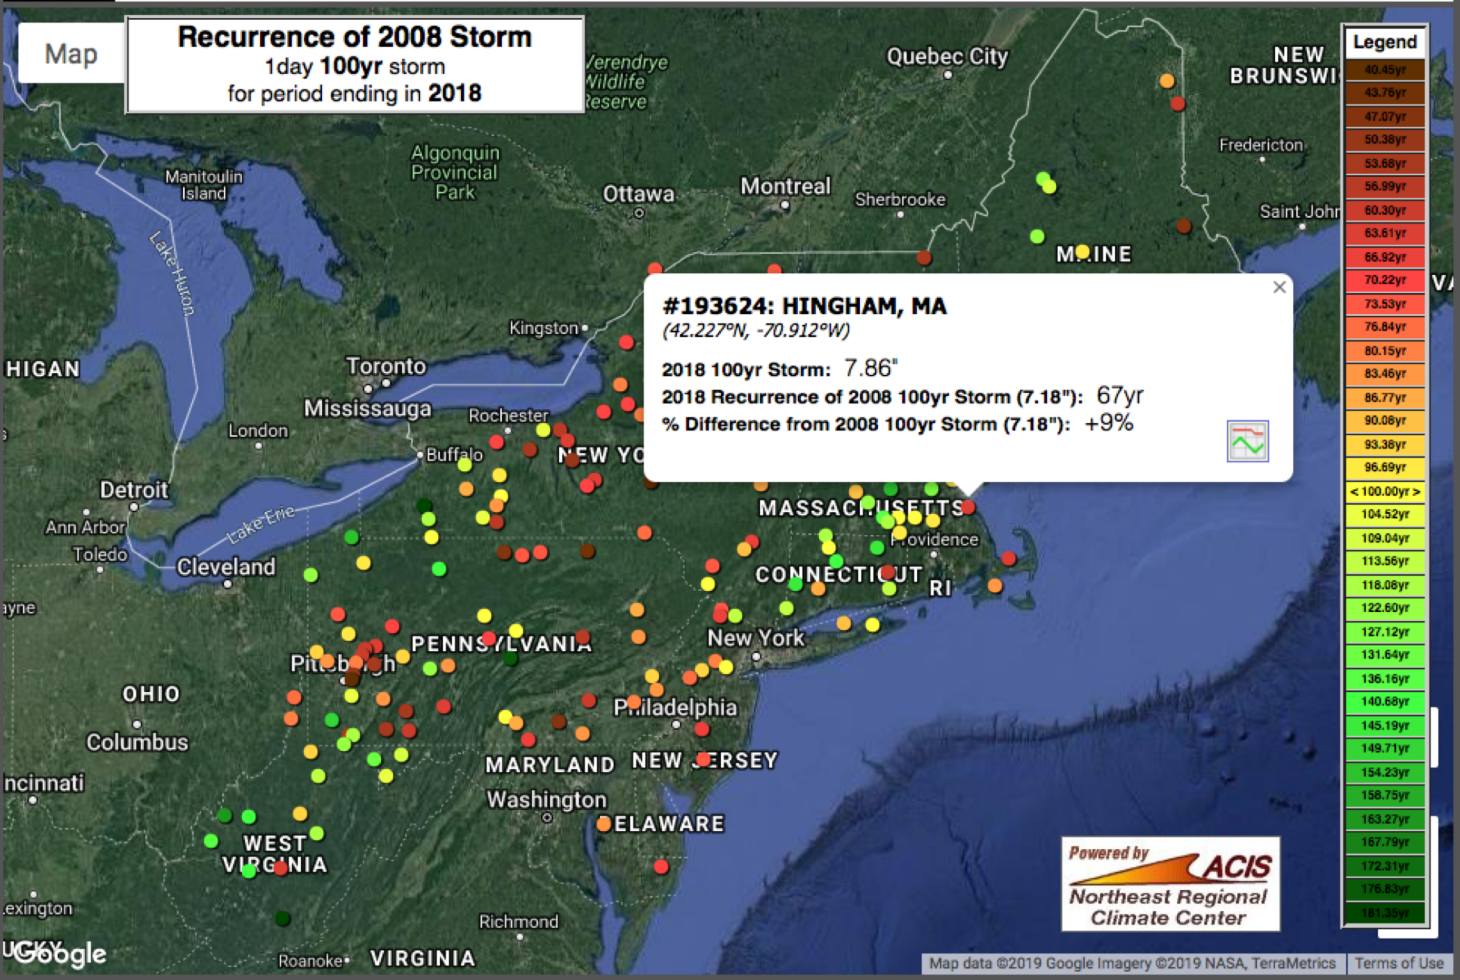 Map
Recurrence of 2008 Storm
1day 100yr storm
for period ending in 2018
Verendrye
Wildlife
Reserve
Quebec City
NEW
BRUNSWI
Legend
40.45yr
43.76yr
47.07yr
50.38yr
53.68yr
56.99yr
60.30yr
63.61yr
66.92yr
70.22yr
73.53yr
76.84yr
80.15yr
83.46yr
86.77yr
90.08yr
93.38yr
96.69yr
< 100.00yr >
104.52yr
109.04yr
113.56yr
118.08yr
122.60yr
127.12yr
131.64yr
136.16yr
140.68yr
145.19yr
149.71yr
154.23yr
158.75yr
163.27yr
167.79yr
172.31yr
176.83yr
181.35yr
Algonquin
Provincial
Park
Manitoulin
Island
Ottawa
Montreal
Sherbrooke
Fredericton
Saint Johr
MAINE
Lake Huron
#193624: HINGHAM, MA
(42.227°N, -70.912°W)
2018 100yr Storm: 7.86"
2018 Recurrence of 2008 100yr Storm (7.18"): 67yr
% Difference from 2008 100yr Storm (7.18"): +9%
Kingston
HIGAN
Toronto
Mississauga
Rochester
London
Buffalo
NEW YO
Detroit
Ann Arbor
Toledo
Lake Erie
Cleveland
MASSACHUSETTS
Providence
CONNECTICUT
RI
ayne
PENNSYLVANIA
New York
Pittsburgh
OHIO
Columbus
Philadelphia
MARYLAND
NEW JERSEY
ncinnati
Washington
DELAWARE
WEST
VIRGINIA
exington
Richmond
UCKY
Google
Roanoke
VIRGINIA
Powered by
ACIS
Northeast Regional
Climate Center
Map data ©2019 Google Imagery ©2019 NASA, TerraMetrics
Terms of Use